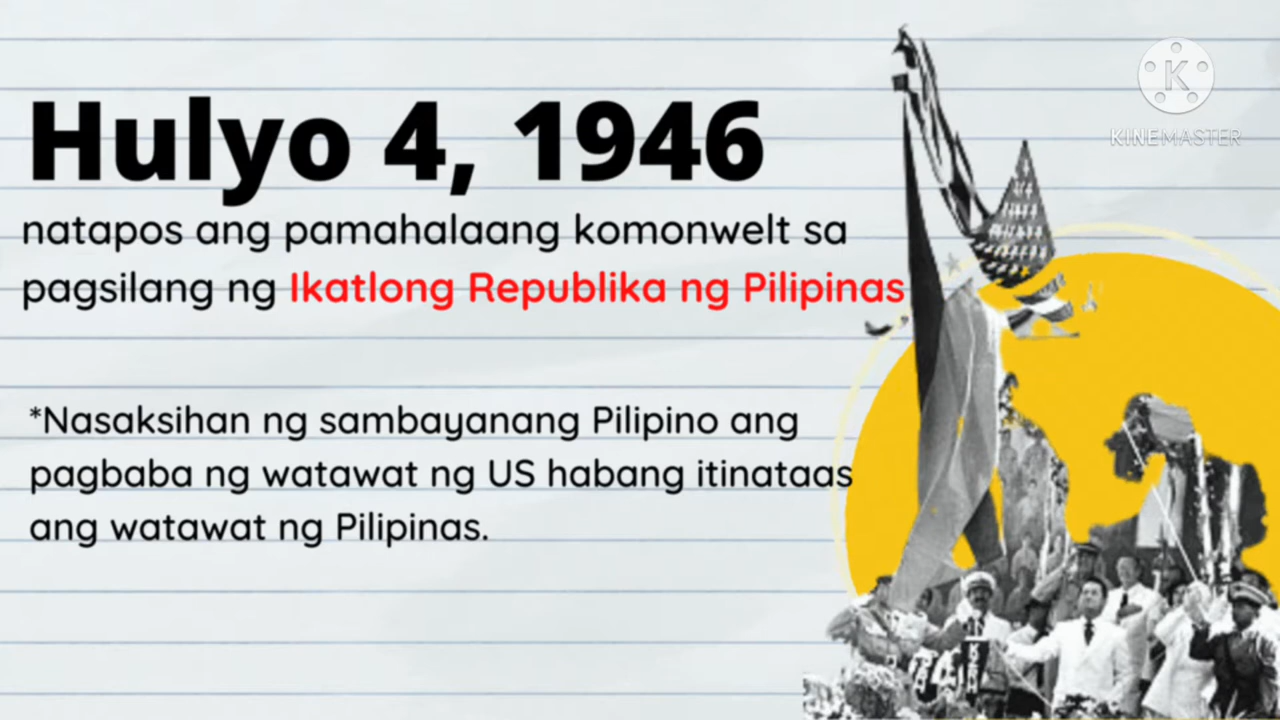 Hulyo 4, 1946
natapos ang pamahalaang komonwelt sa
pagsilang ng Ikatlong Republika ng Pilipinas
*Nasaksihan ng sambayanang Pilipino ang
pagbaba ng watawat ng US habang itinataas
ang watawat ng Pilipinas.
K
KINEMASTER
KZRH